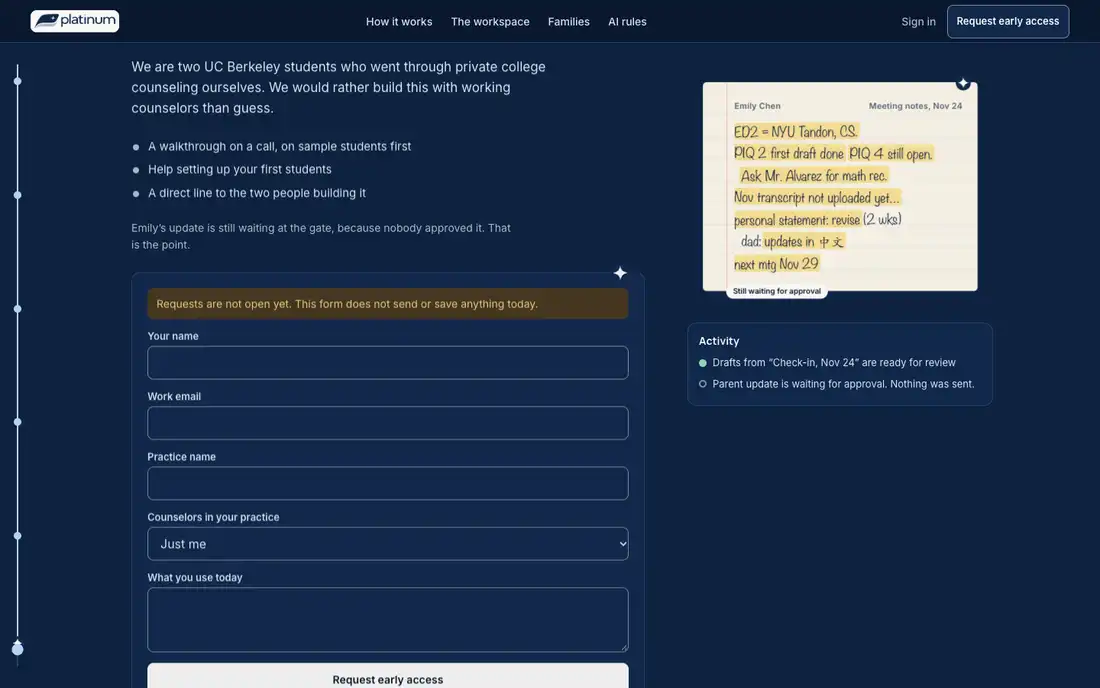 platinum
How it works
The workspace
Families
AI rules
Sign in
Request early access
We are two UC Berkeley students who went through private college
counseling ourselves. We would rather build this with working
counselors than guess.
A walkthrough on a call, on sample students first
Help setting up your first students
A direct line to the two people building it
Emily's update is still waiting at the gate, because nobody approved it. That
is the point.
Requests are not open yet. This form does not send or save anything today.
Your name
Work email
Practice name
Counselors in your practice
Just me
What you use today
Request early access
Emily Chen
Meeting notes, Nov 24
ED2 = NYU Tandon, CS.
PIQ 2 first draft done PIQ 4 still open.
Ask Mr. Alvarez for math rec.
Nov transcript not uploaded yet...
personal statement: revise (2 wks)
dad: updates in 中文
next mtg Nov 29
Still waiting for approval
Activity
Drafts from "Check-in, Nov 24" are ready for review
Parent update is waiting for approval. Nothing was sent.